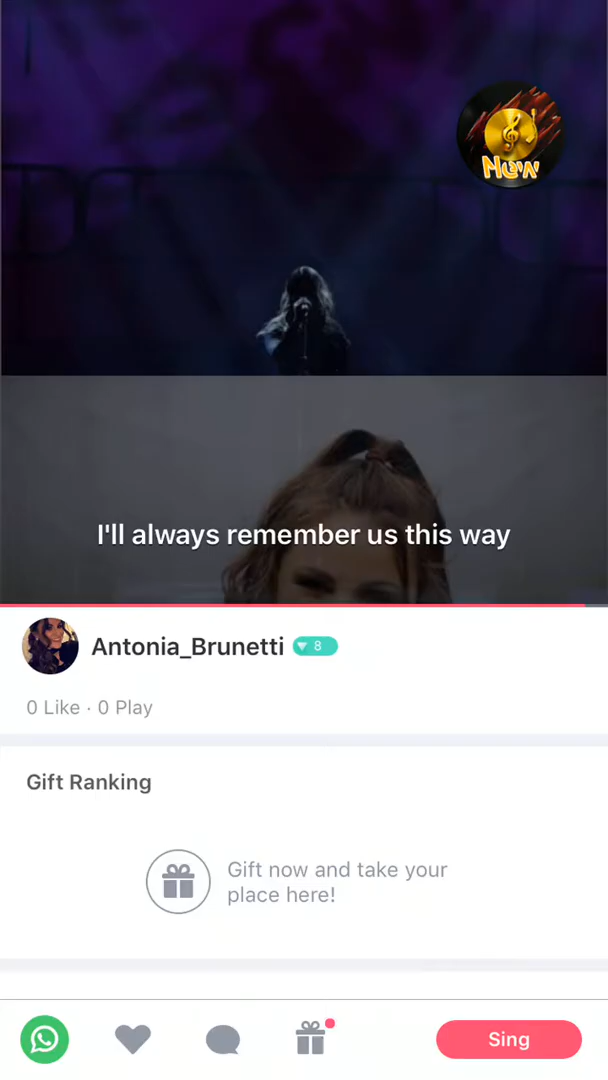 New
I'll always remember us this way
Antonia_Brunetti 8
0 Like · 0 Play
Gift Ranking
Gift now and take your
place here!
Sing